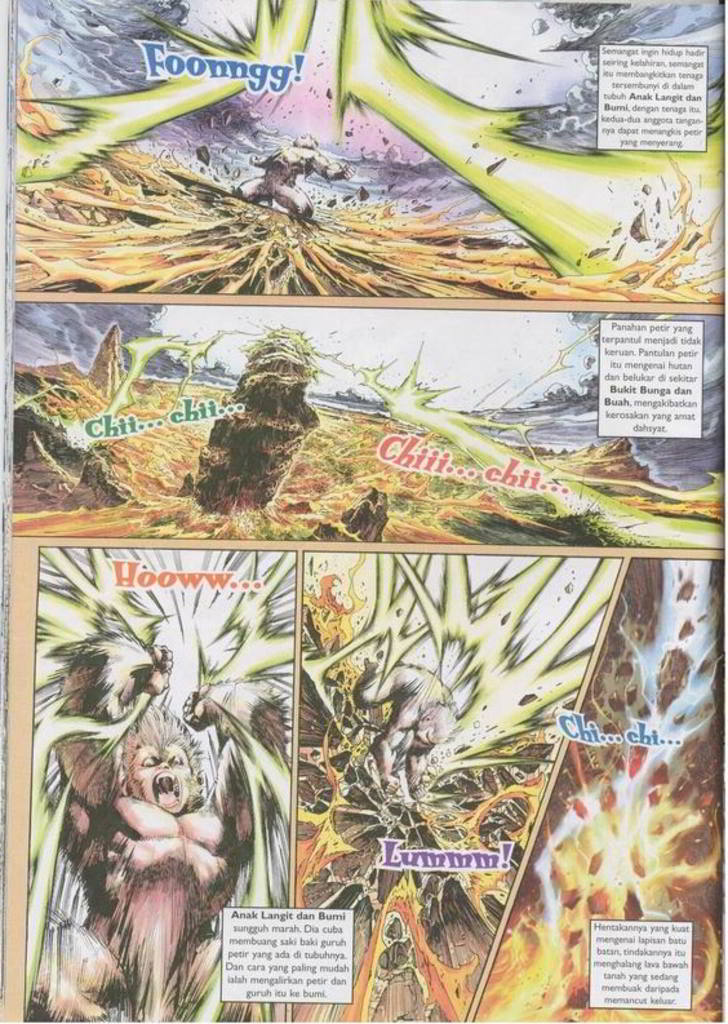 Foonngg!
Semangat ingin hidup hadir
seiring kelahiran, semangat
itu membangkitkan tenaga
tersembunyi di dalam
tubuh Anak Langit dan
Bumi, dengan tenaga itu,
kedua-dua anggota tangan-
nya dapat menangkis petir
yang menyerang.
Panahan petir yang
terpantul menjadi tidak
keruan. Pantulan petir
itu mengenai hutan
dan belukar di sekitar
Bukit Bunga dan
Buah, mengakibatkan
kerosakan yang amat
dahsyat.
Chii... chii...
Chiii... chii...
Hooww...
Anak Langit dan Bumi
sungguh marah. Dia cuba
membuang saki baki guruh
petir yang ada di tubuhnya.
Dan cara yang paling mudah
ialah mengalirkan petir dan
guruh itu ke bumi.
Lummm!
Chi... chi...
Hentakannya yang kuat
mengenai lapisan batu
batan, tindakannya itu
menghalang lava bawah
tanah yang sedang
membuak daripada
memancut keluar.